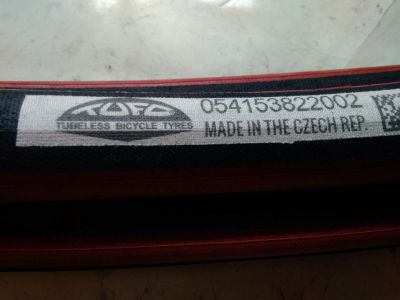 TUFO
TUBELESS BICYCLE TYRES
054153822002
MADE IN THE CZECH REP.